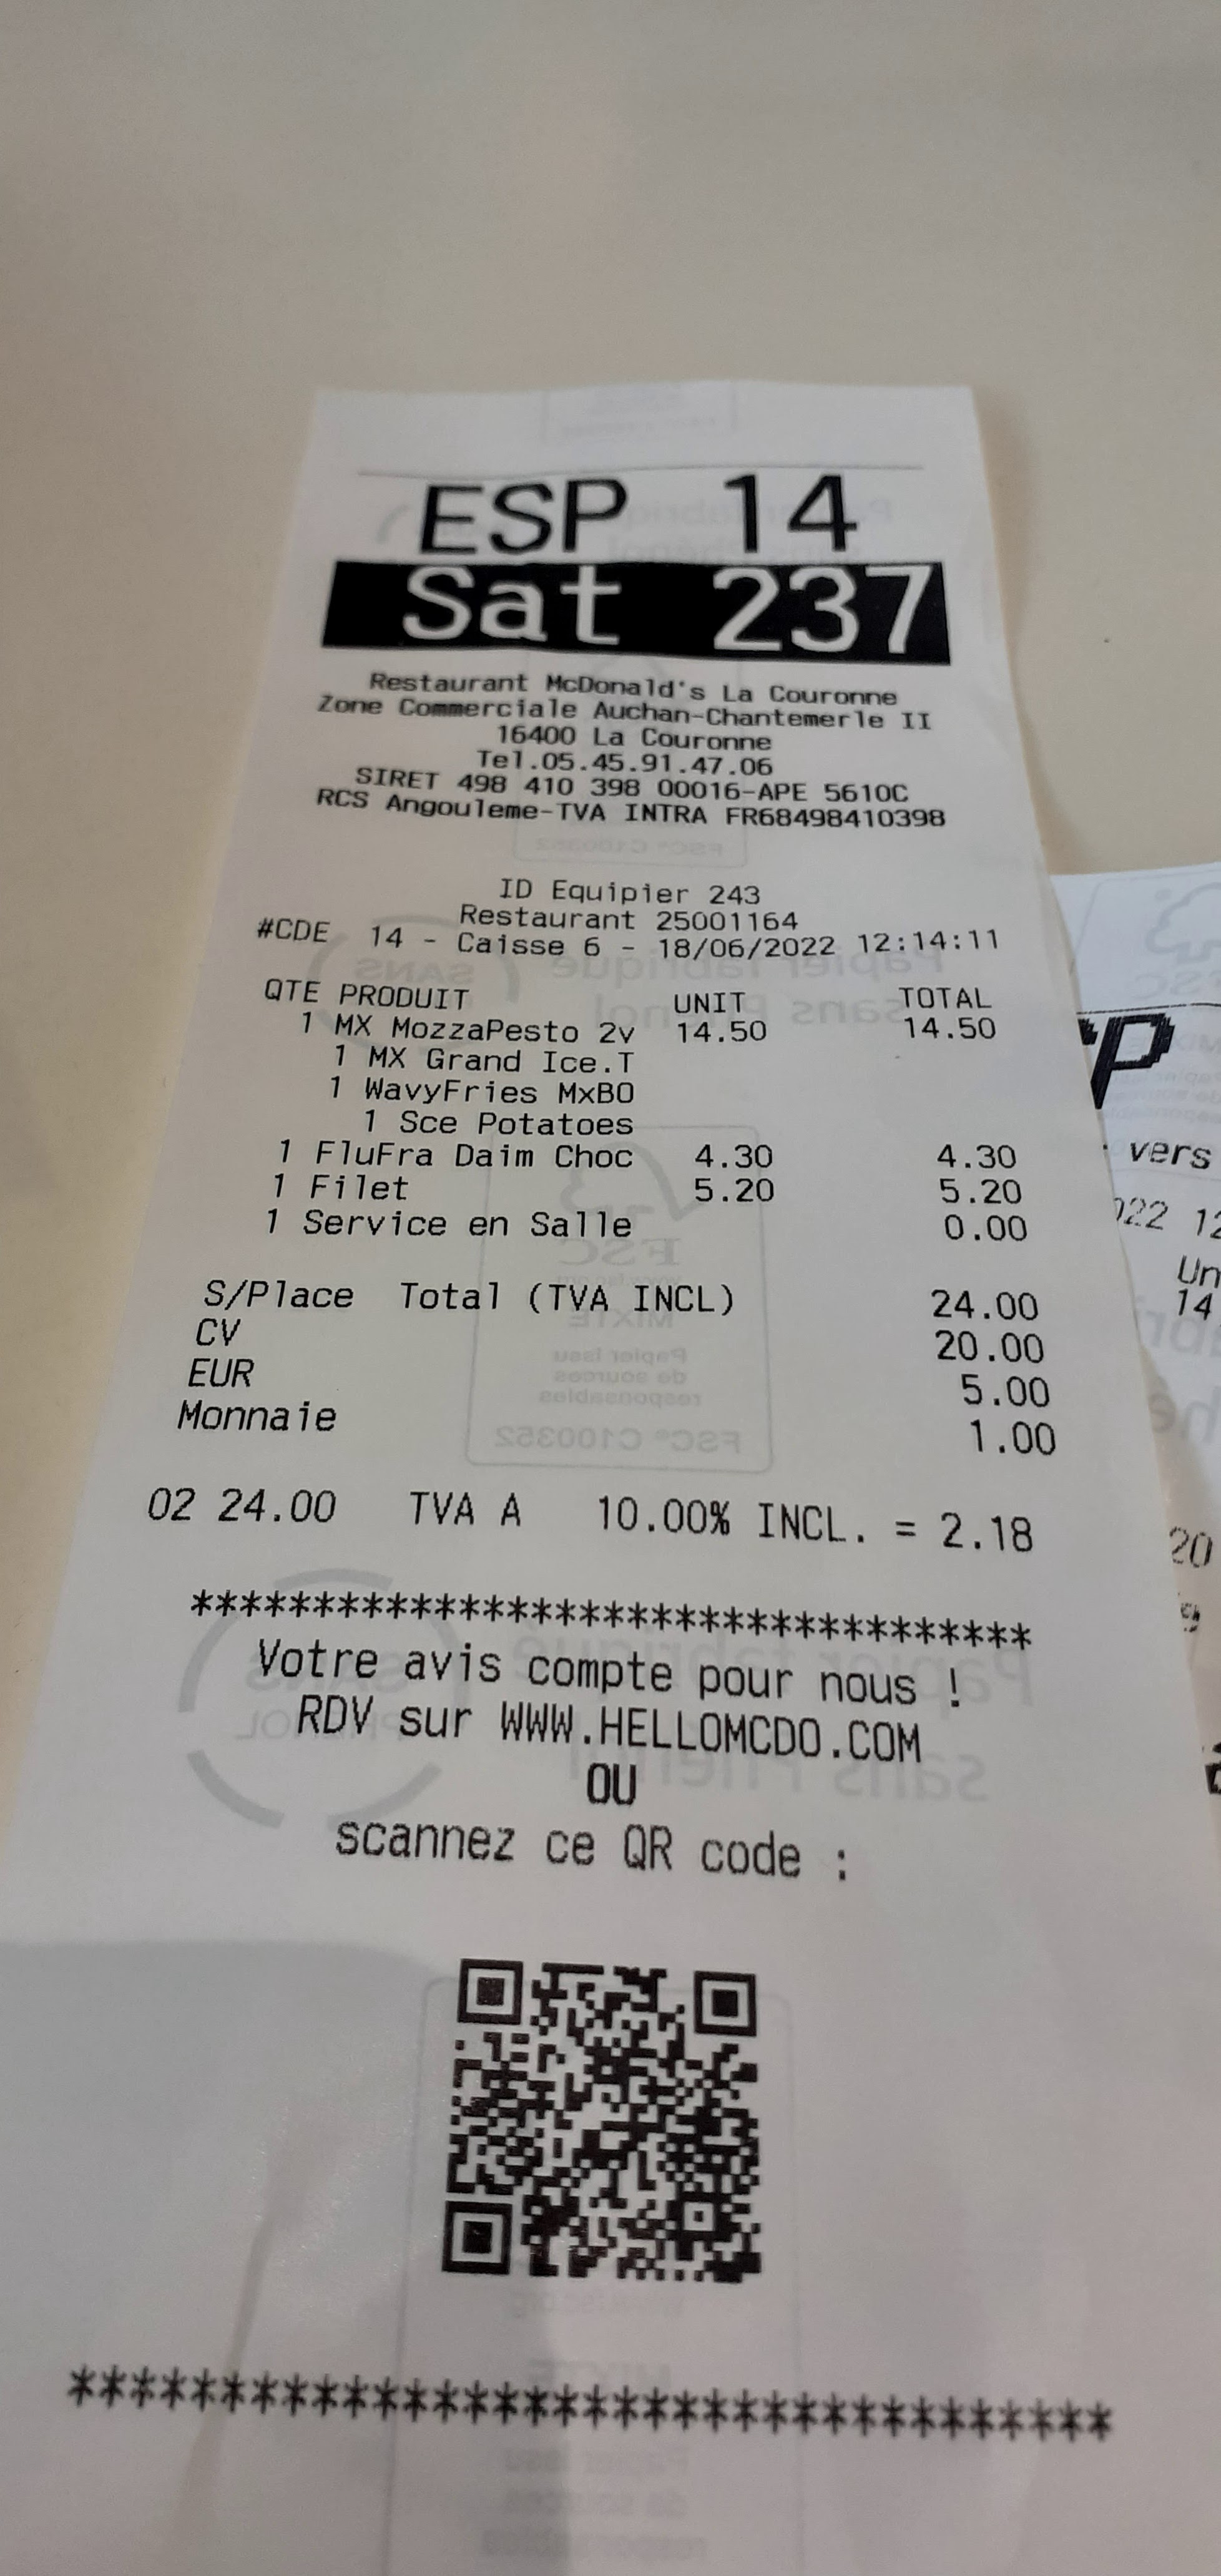 ESP 14
Sat 237
Restaurant McDonald's La Couronne
Zone Commerciale Auchan-Chantemerle II
16400 La Couronne
Tel.05.45.91.47.06
SIRET 498 410 398 00016-APE 5610C
RCS Angouleme-TVA INTRA FR68498410398
ID Equipier 243
Restaurant 25001164
#CDE 14 - Caisse 6 - 18/06/2022 12:14:11
QTE PRODUIT UNIT TOTAL
1 MX MozzaPesto 2v 14.50 14.50
1 MX Grand Ice.T
1 WavyFries MxBO
1 Sce Potatoes
1 FluFra Daim Choc 4.30 4.30
1 Filet 5.20 5.20
1 Service en Salle 0.00
S/Place Total (TVA INCL) 24.00
CV 20.00
EUR 5.00
Monnaie 1.00
02 24.00 TVA A 10.00% INCL. = 2.18
***********************************
Votre avis compte pour nous !
RDV sur WWW.HELLOMCDO.COM
OU
scannez ce QR code :
***********************************
P
vers
022 12
Un
14
20